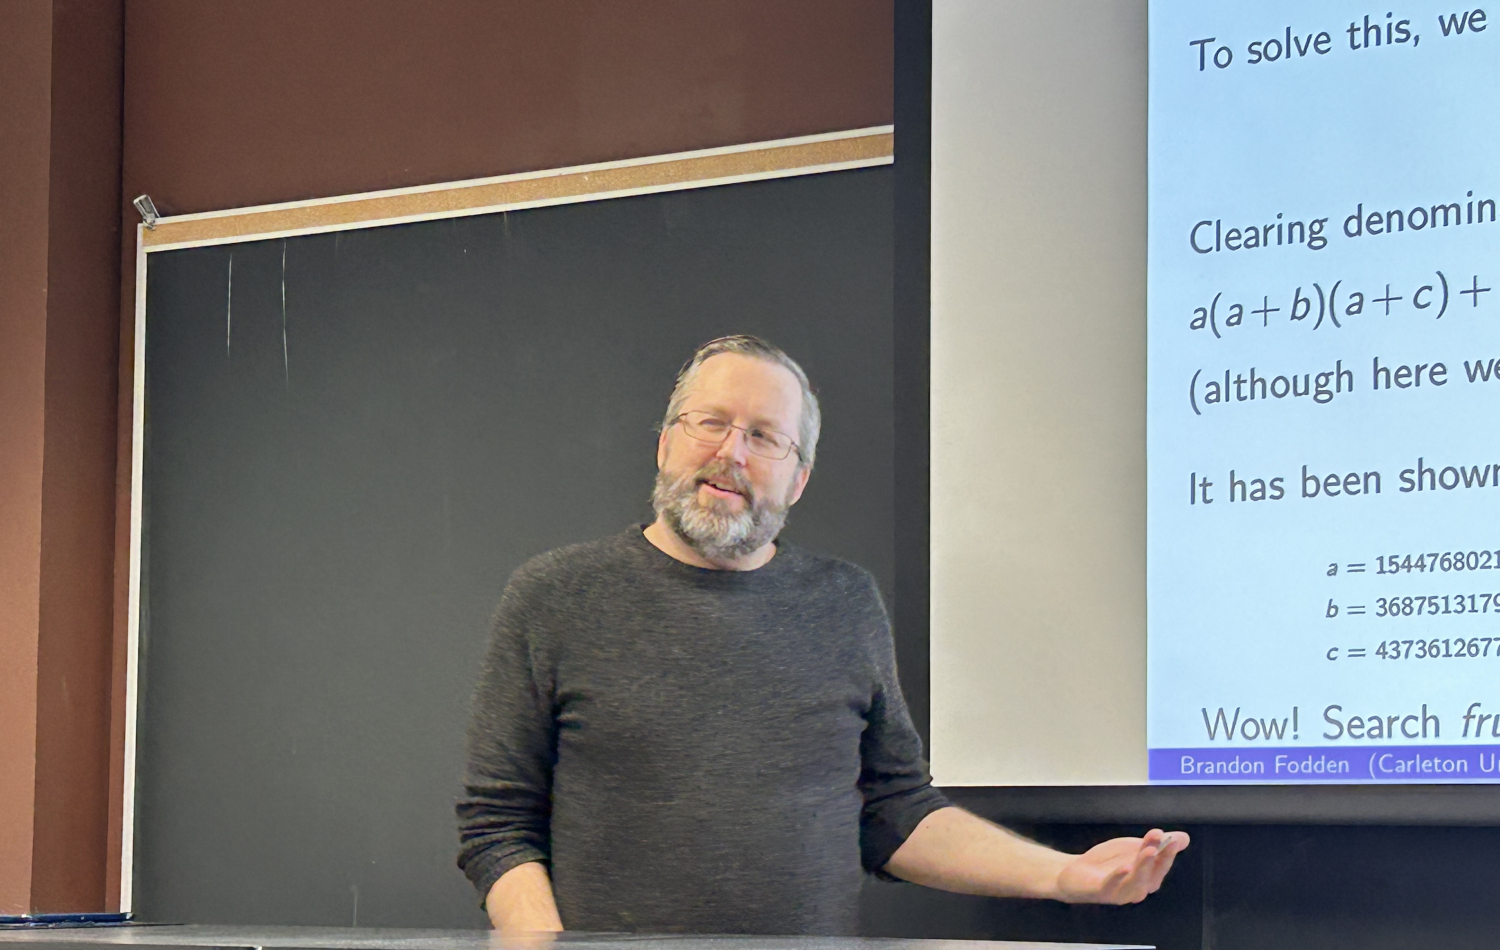 To solve this, we
Clearing denomin
a(a+b)(a+c)+
(although here we
It has been shown
a = 1544768021
b = 3687513179
c = 4373612677
Wow! Search fru
Brandon Fodden (Carleton Un